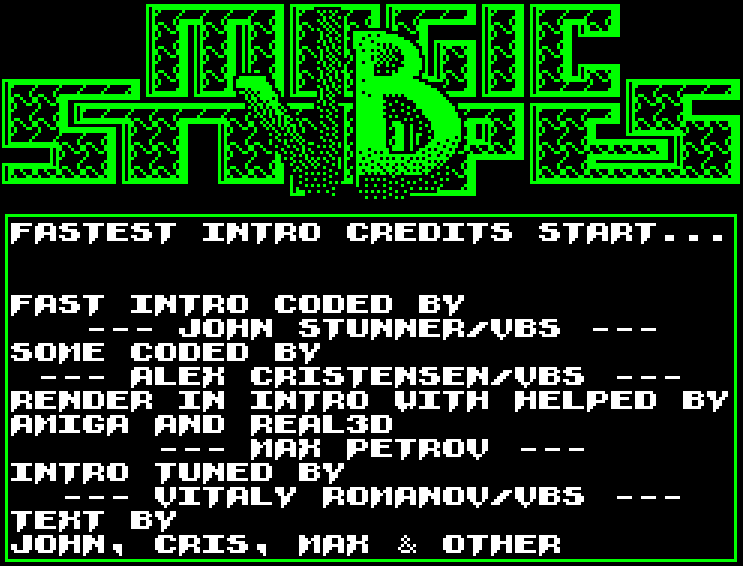 VB
FASTEST INTRO CREDITS START...
FAST INTRO CODED BY
--- JOHN STUNNER/VBS ---
SOME CODED BY
--- ALEX CRISTENSEN/VBS ---
RENDER IN INTRO WITH HELPED BY
AMIGA AND REAL3D
--- MAX PETROV ---
INTRO TUNED BY
--- VITALY ROMANOV/VBS ---
TEXT BY
JOHN, CRIS, MAX & OTHER